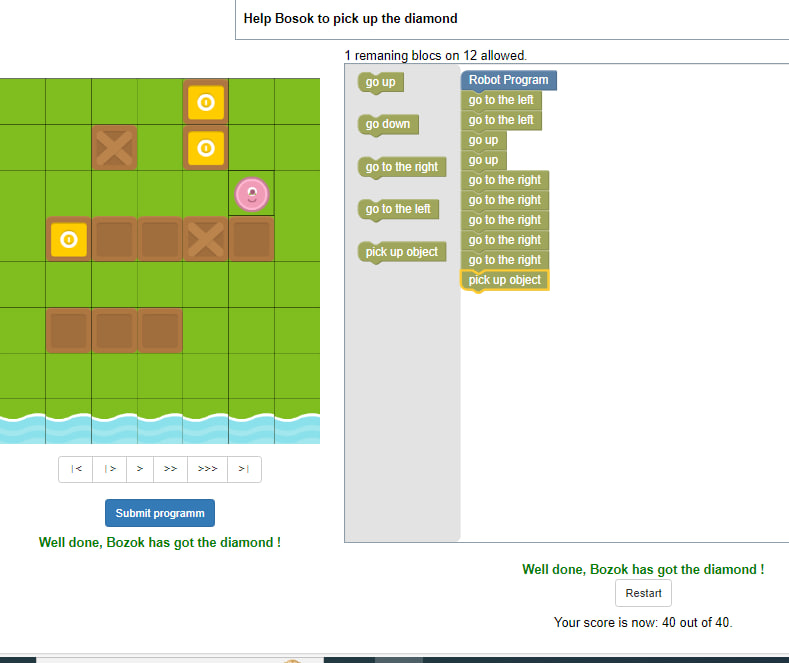 Help Bosok to pick up the diamond
1 remaning blocs on 12 allowed.
go up
go down
go to the right
go to the left
pick up object
Robot Program
go to the left
go to the left
go up
go up
go to the right
go to the right
go to the right
go to the right
go to the right
pick up object
|< |> > >> >>> >|
Submit programm
Well done, Bozok has got the diamond !
Well done, Bozok has got the diamond !
Restart
Your score is now: 40 out of 40.